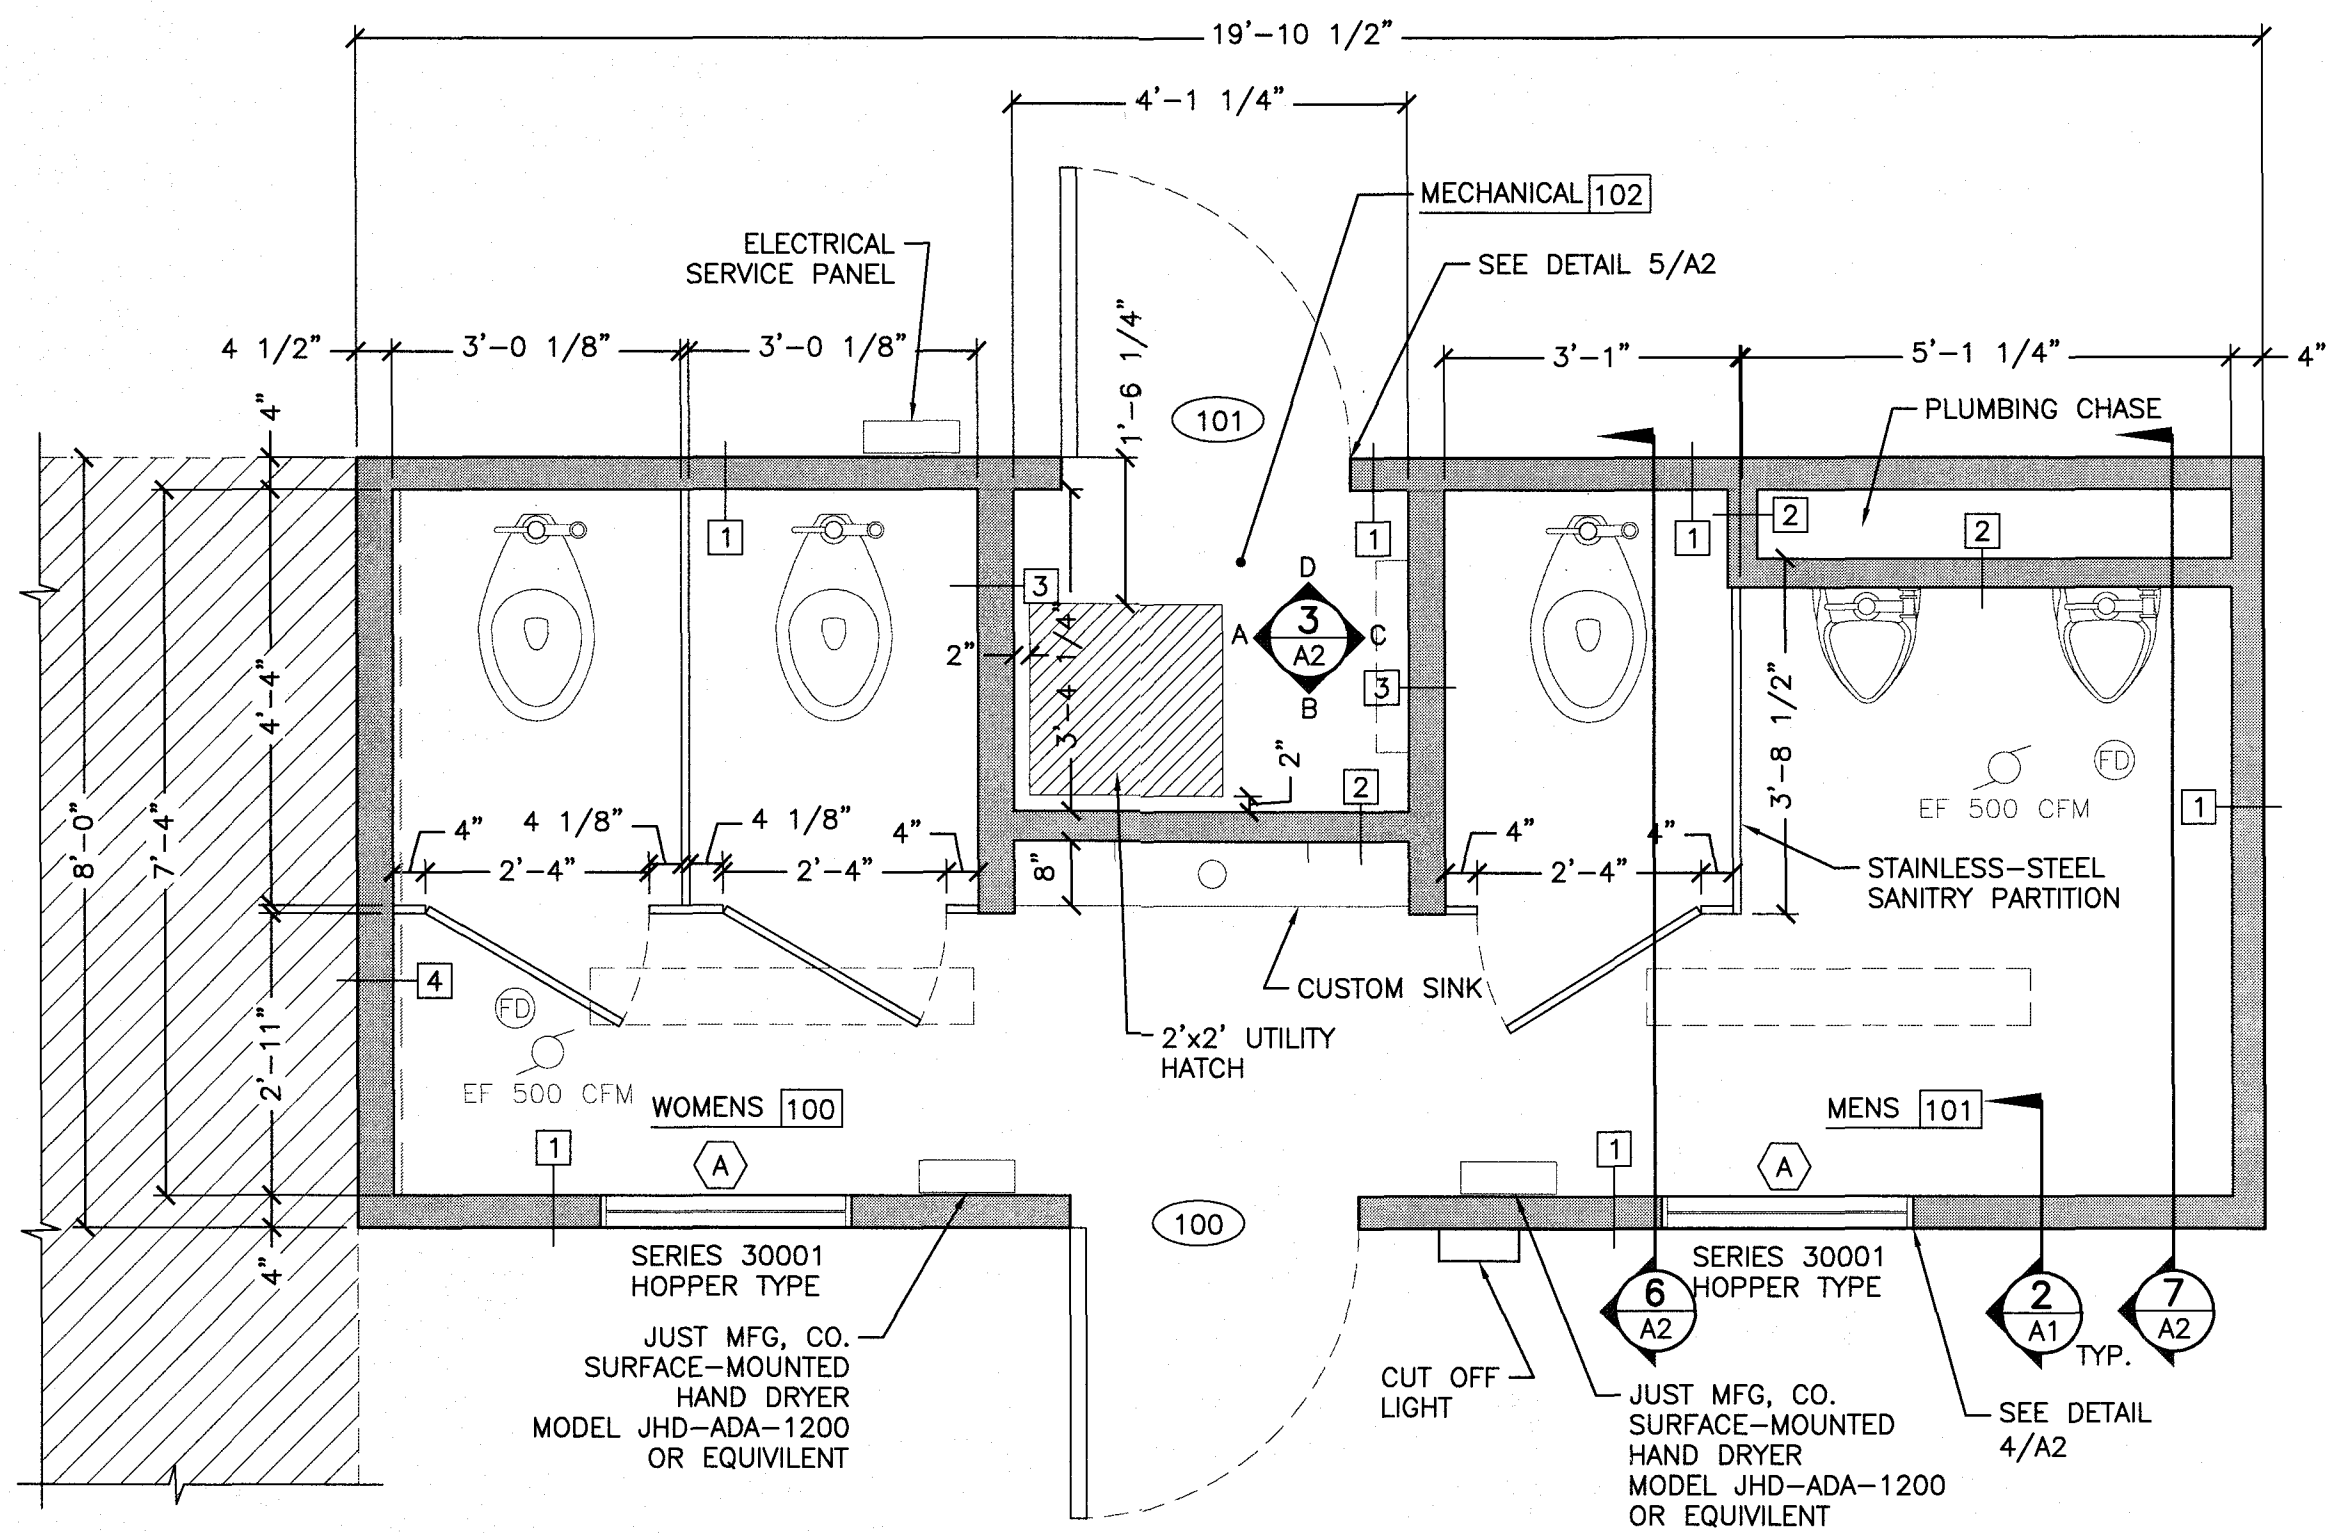 19'-10 1/2"
4'-1 1/4"
MECHANICAL 102
ELECTRICAL
SERVICE PANEL
SEE DETAIL 5/A2
1'-6 1/4"
4 1/2"
3'-0 1/8"
3'-0 1/8"
3'-1"
5'-1 1/4"
4"
101
PLUMBING CHASE
4"
1
3
1
1
2
2
D
3
A
C
A2
B
3
2"
3'-4 1/4"
4'-4"
2"
2
3'-8 1/2"
FD
EF 500 CFM
1
8'-0"
7'-4"
4"
4 1/8"
4 1/8"
4"
2'-4"
2'-4"
8"
4"
4"
2'-4"
STAINLESS-STEEL
SANITRY PARTITION
4
FD
EF 500 CFM
CUSTOM SINK
2'x2' UTILITY
HATCH
2'-11"
WOMENS 100
MENS 101
1
A
1
A
100
4"
SERIES 30001
HOPPER TYPE
SERIES 30001
HOPPER TYPE
6
A2
2
A1
TYP.
7
A2
JUST MFG, CO.
SURFACE-MOUNTED
HAND DRYER
MODEL JHD-ADA-1200
OR EQUIVILENT
CUT OFF
LIGHT
JUST MFG, CO.
SURFACE-MOUNTED
HAND DRYER
MODEL JHD-ADA-1200
OR EQUIVILENT
SEE DETAIL
4/A2